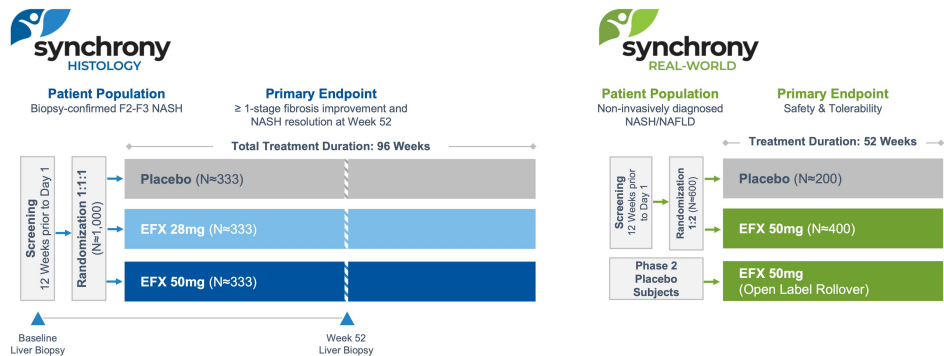 synchrony
HISTOLOGY
Patient Population
Biopsy-confirmed F2-F3 NASH
Primary Endpoint
≥ 1-stage fibrosis improvement and
NASH resolution at Week 52
Total Treatment Duration: 96 Weeks
Screening
12 Weeks prior to Day 1
Randomization 1:1:1
(N≈1,000)
Placebo (N≈333)
EFX 28mg (N≈333)
EFX 50mg (N≈333)
Baseline
Liver Biopsy
Week 52
Liver Biopsy
synchrony
REAL-WORLD
Patient Population
Non-invasively diagnosed
NASH/NAFLD
Primary Endpoint
Safety & Tolerability
Treatment Duration: 52 Weeks
Screening
12 Weeks prior
to Day 1
Randomization
1:2 (N≈600)
Placebo (N≈200)
EFX 50mg (N≈400)
Phase 2
Placebo
Subjects
EFX 50mg
(Open Label Rollover)